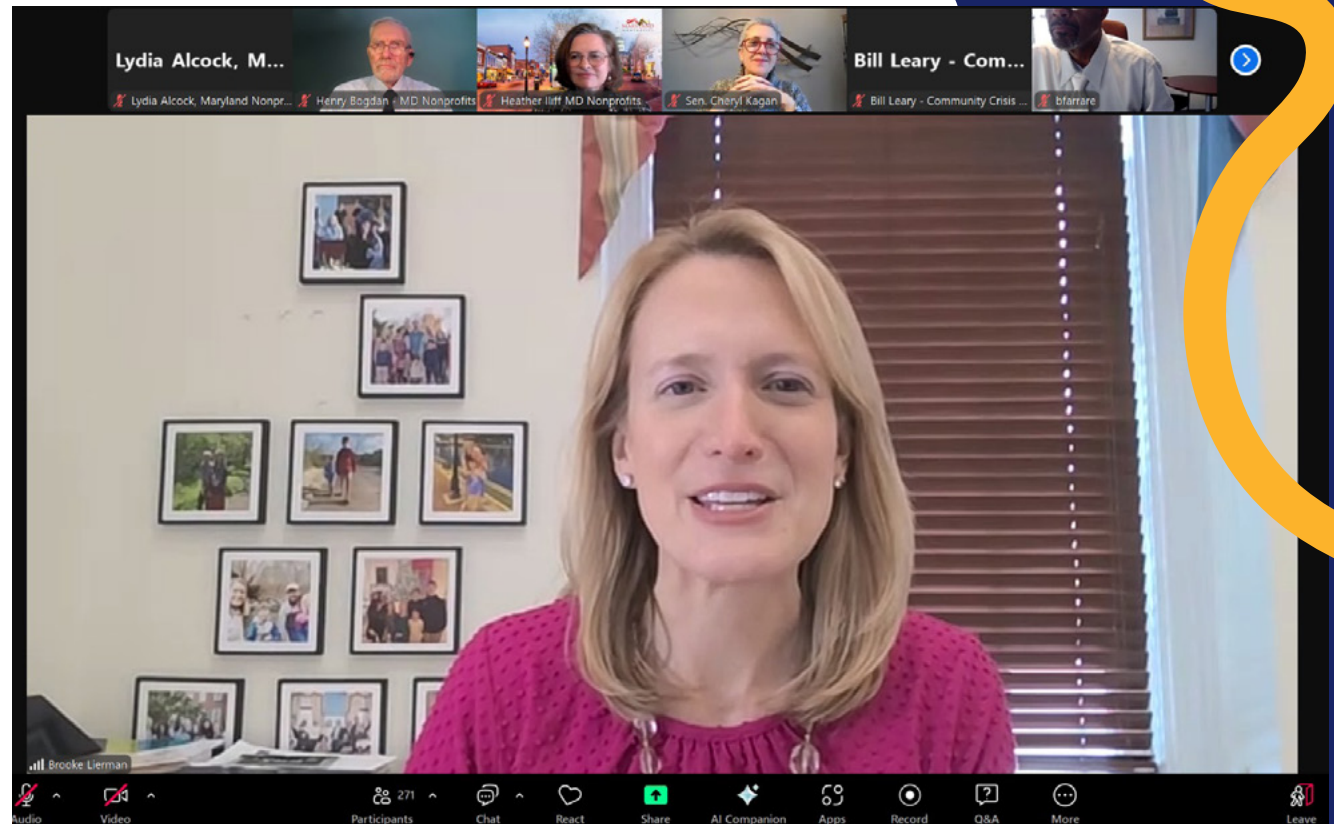 Lydia Alcock, M...
Bill Leary - Com...
Lydia Alcock, Maryland Nonpr...
Henry Bogdan - MD Nonprofits
Heather Iliff MD Nonprofits
Sen. Cheryl Kagan
Bill Leary - Community Crisis ...
bfarrare
Brooke Lierman
271
Audio
Video
Participants
Chat
React
Share
AI Companion
Apps
Record
Q&A
More
Leave